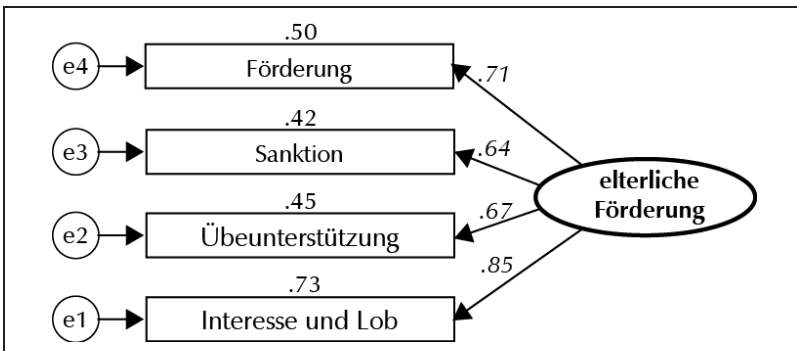 .50
e4
Förderung
.71
.42
e3
Sanktion
.64
elterliche
Förderung
.45
e2
Übeunterstützung
.67
.73
e1
Interesse und Lob
.85